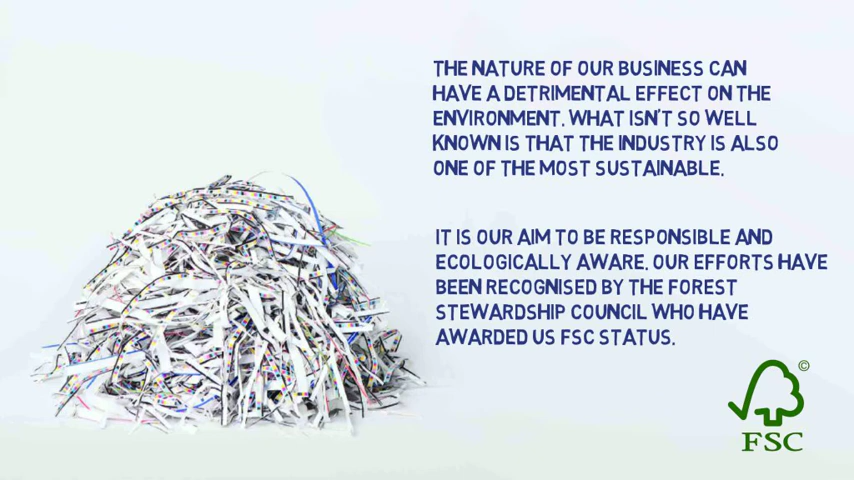 THE NATURE OF OUR BUSINESS CAN
HAVE A DETRIMENTAL EFFECT ON THE
ENVIRONMENT. WHAT ISN'T SO WELL
KNOWN IS THAT THE INDUSTRY IS ALSO
ONE OF THE MOST SUSTAINABLE.
IT IS OUR AIM TO BE RESPONSIBLE AND
ECOLOGICALLY AWARE. OUR EFFORTS HAVE
BEEN RECOGNISED BY THE FOREST
STEWARDSHIP COUNCIL WHO HAVE
AWARDED US FSC STATUS.
©
FSC